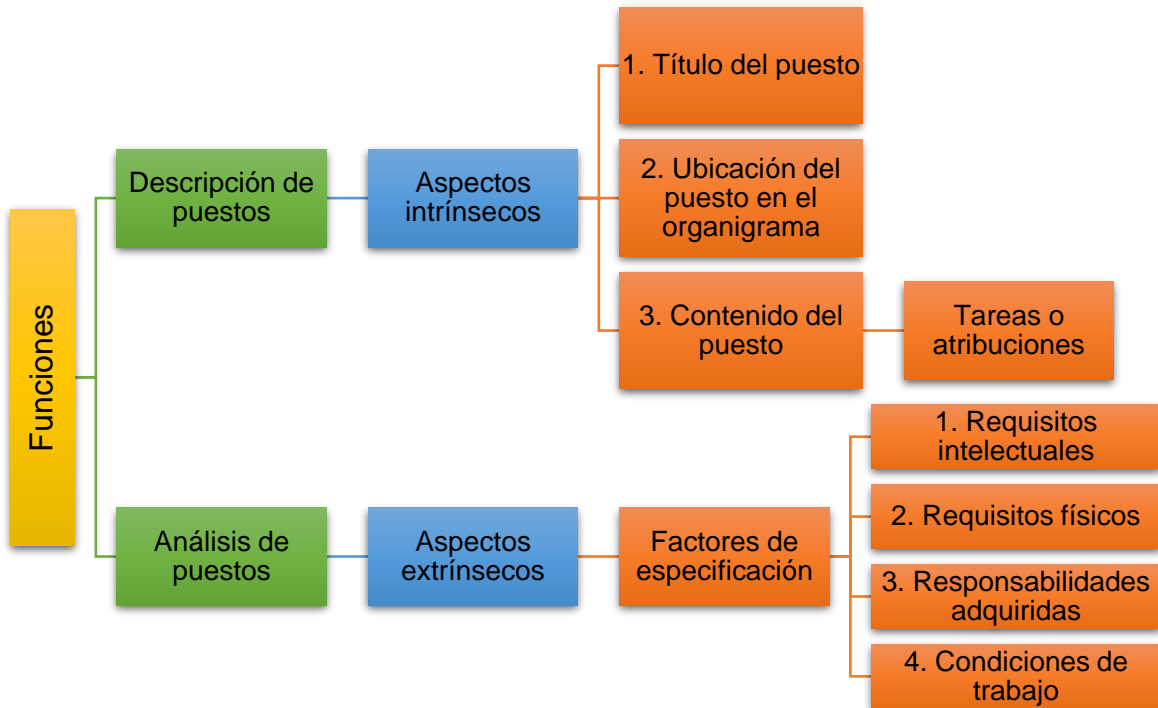 Funciones
Descripción de
puestos
Aspectos
intrínsecos
1. Título del puesto
2. Ubicación del
puesto en el
organigrama
3. Contenido del
puesto
Tareas o
atribuciones
Análisis de
puestos
Aspectos
extrínsecos
Factores de
especificación
1. Requisitos
intelectuales
2. Requisitos físicos
3. Responsabilidades
adquiridas
4. Condiciones de
trabajo